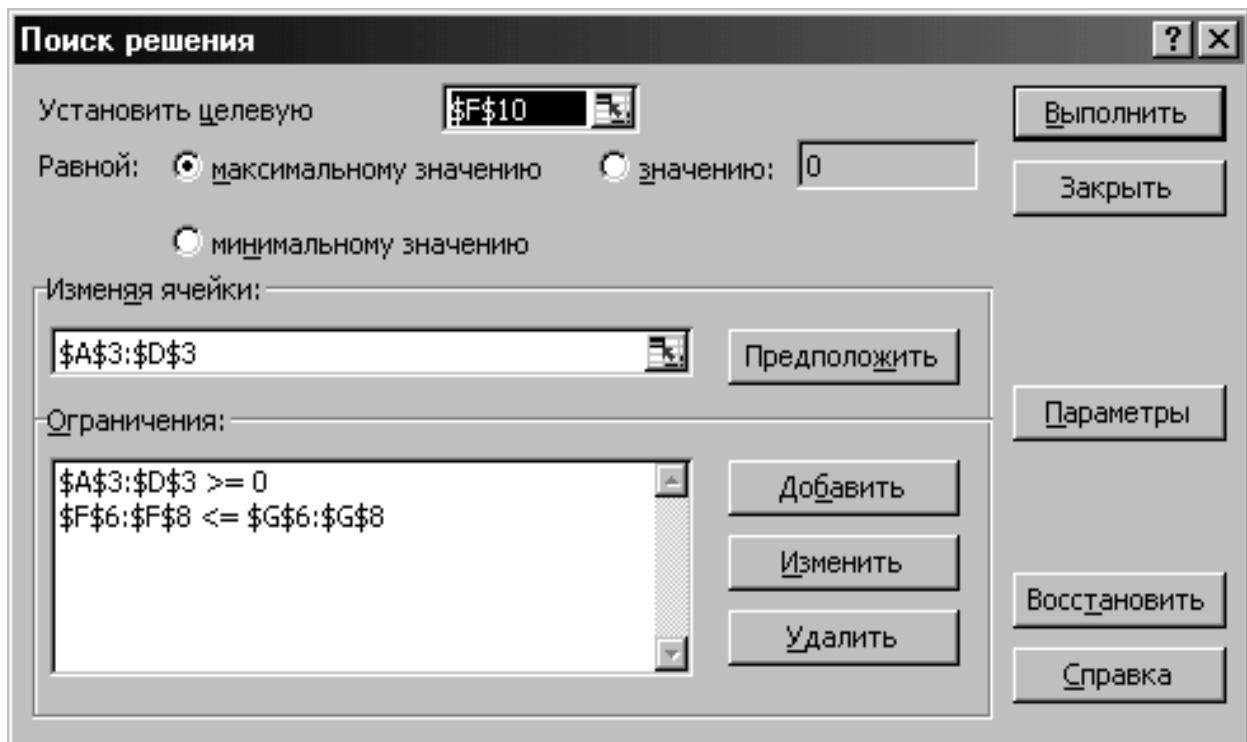 Поиск решения
Установить целевую $F$10 Выполнить
Равной: максимальному значению значению: 0
Закрыть
минимальному значению
Изменяя ячейки:
$A$3:$D$3 Предположить
Параметры
Ограничения:
$A$3:$D$3 >= 0 Добавить
$F$6:$F$8 <= $G$6:$G$8
Изменить
Восстановить
Удалить
Справка